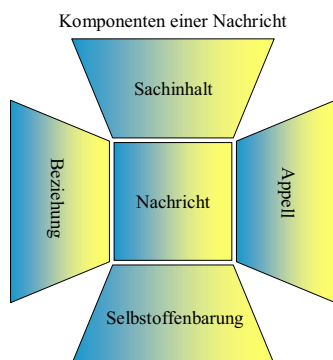 Komponenten einer Nachricht
Sachinhalt
Beziehung
Nachricht
Appell
Selbstoffenbarung